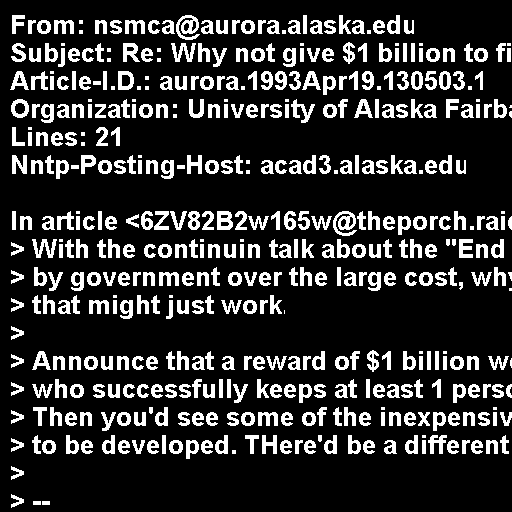 From: nsmca@aurora.alaska.edu
Subject: Re: Why not give $1 billion to fi
Article-I.D.: aurora.1993Apr19.130503.1
Organization: University of Alaska Fairba
Lines: 21
Nntp-Posting-Host: acad3.alaska.edu

In article <6ZV82B2w165w@theporch.raid
> With the continuin talk about the "End
> by government over the large cost, why
> that might just work.
>
> Announce that a reward of $1 billion wo
> who successfully keeps at least 1 perso
> Then you'd see some of the inexpensiv
> to be developed. THere'd be a different
>
> --